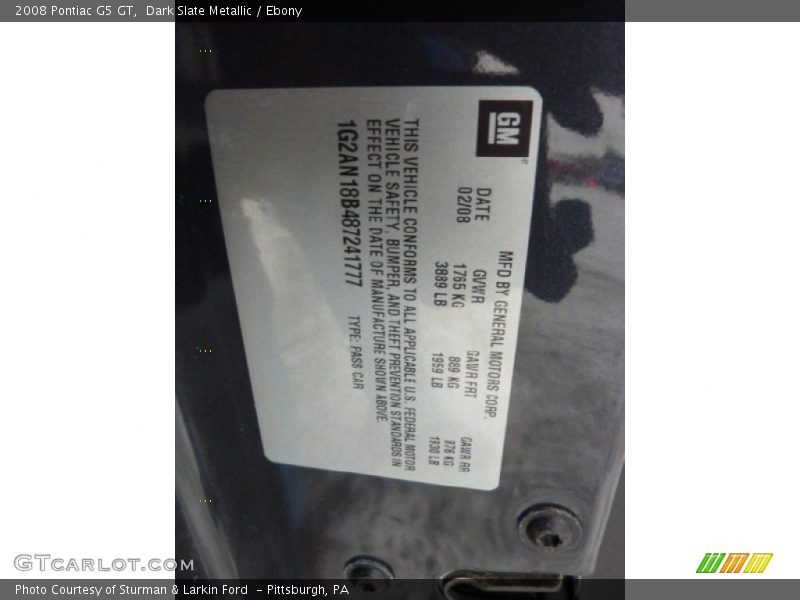 2008 Pontiac G5 GT,  Dark Slate Metallic / Ebony
GM
MFD BY GENERAL MOTORS CORP.
DATE GVWR GAWR FRT GAWR RR
02/08 1765 KG 889 KG 876 KG
3889 LB 1959 LB 1930 LB
THIS VEHICLE CONFORMS TO ALL APPLICABLE U.S. FEDERAL MOTOR
VEHICLE SAFETY, BUMPER, AND THEFT PREVENTION STANDARDS IN
EFFECT ON THE DATE OF MANUFACTURE SHOWN ABOVE.
1G2AN18B487241777 TYPE: PASS CAR
GTcarlot.com
Photo Courtesy of Sturman & Larkin Ford  - Pittsburgh, PA